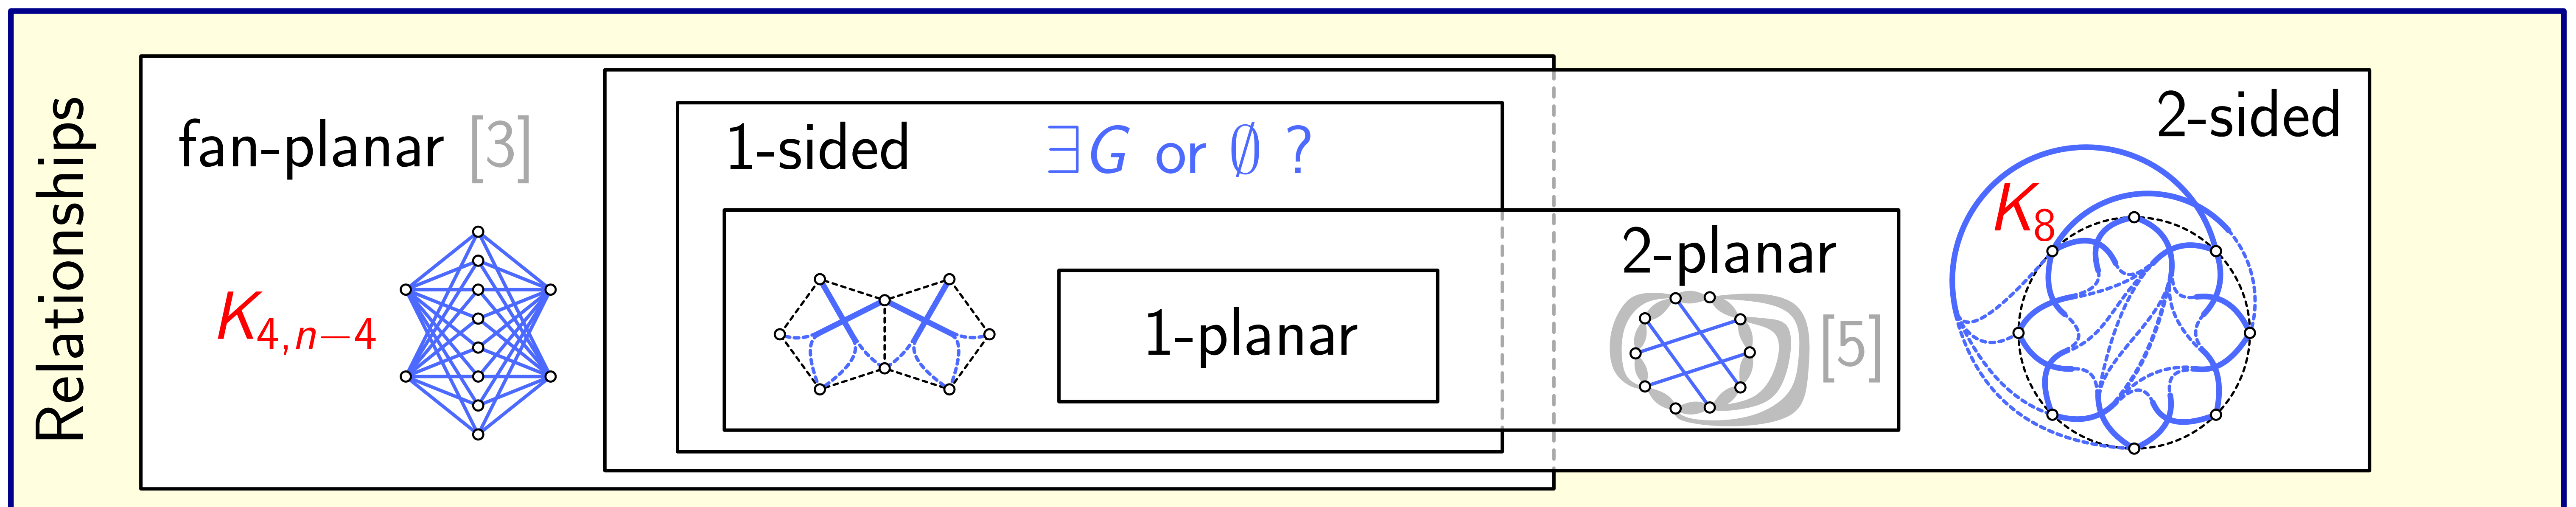 Relationships
fan-planar [3]
K4,n−4
1-sided ∃G or ∅ ?
1-planar
2-planar
[5]
2-sided
K8